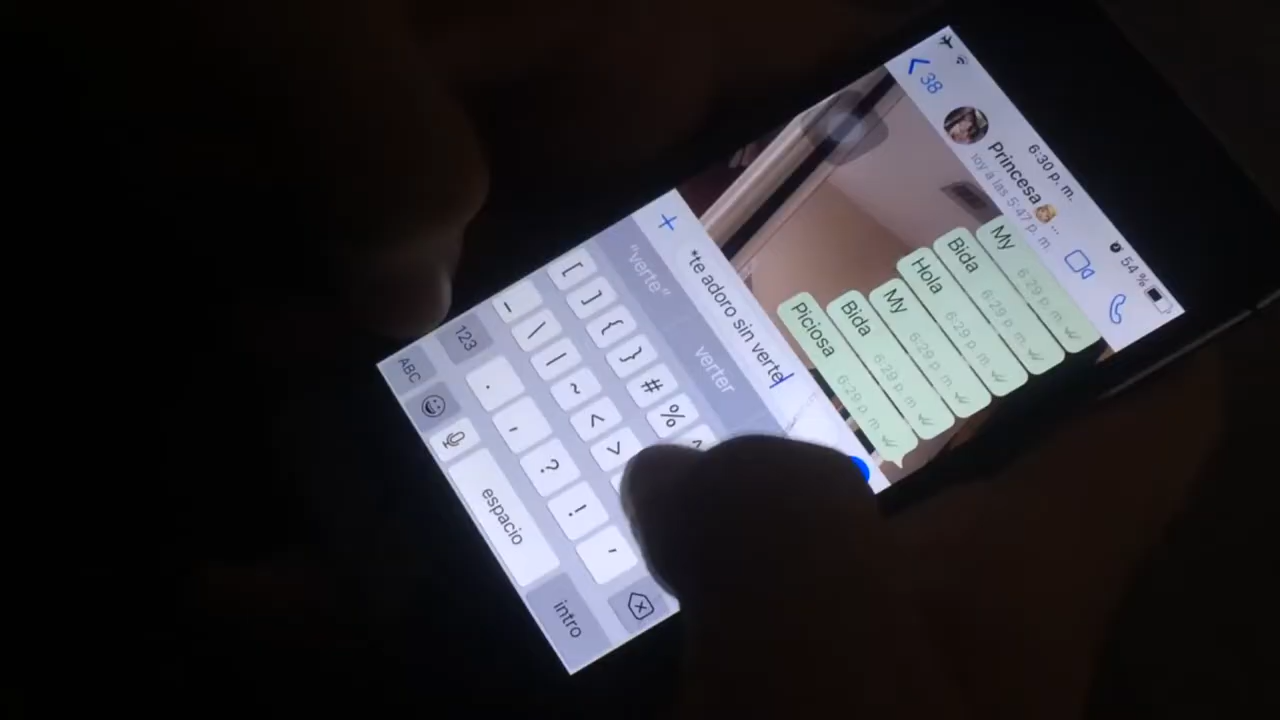 6:30 p. m.
54 %
38
Princesa👸...
hoy a las 5:47 p. m.
My
6:29 p. m.
Bida
6:29 p. m.
Hola
6:29 p. m.
My
6:29 p. m.
Bida
6:29 p. m.
Piciosa
6:29 p. m.
*te adoro sin verte
"verte"
verter
[ ] { } # % ^
_ \ | ~ < >
123 . , ? ! '
ABC espacio intro